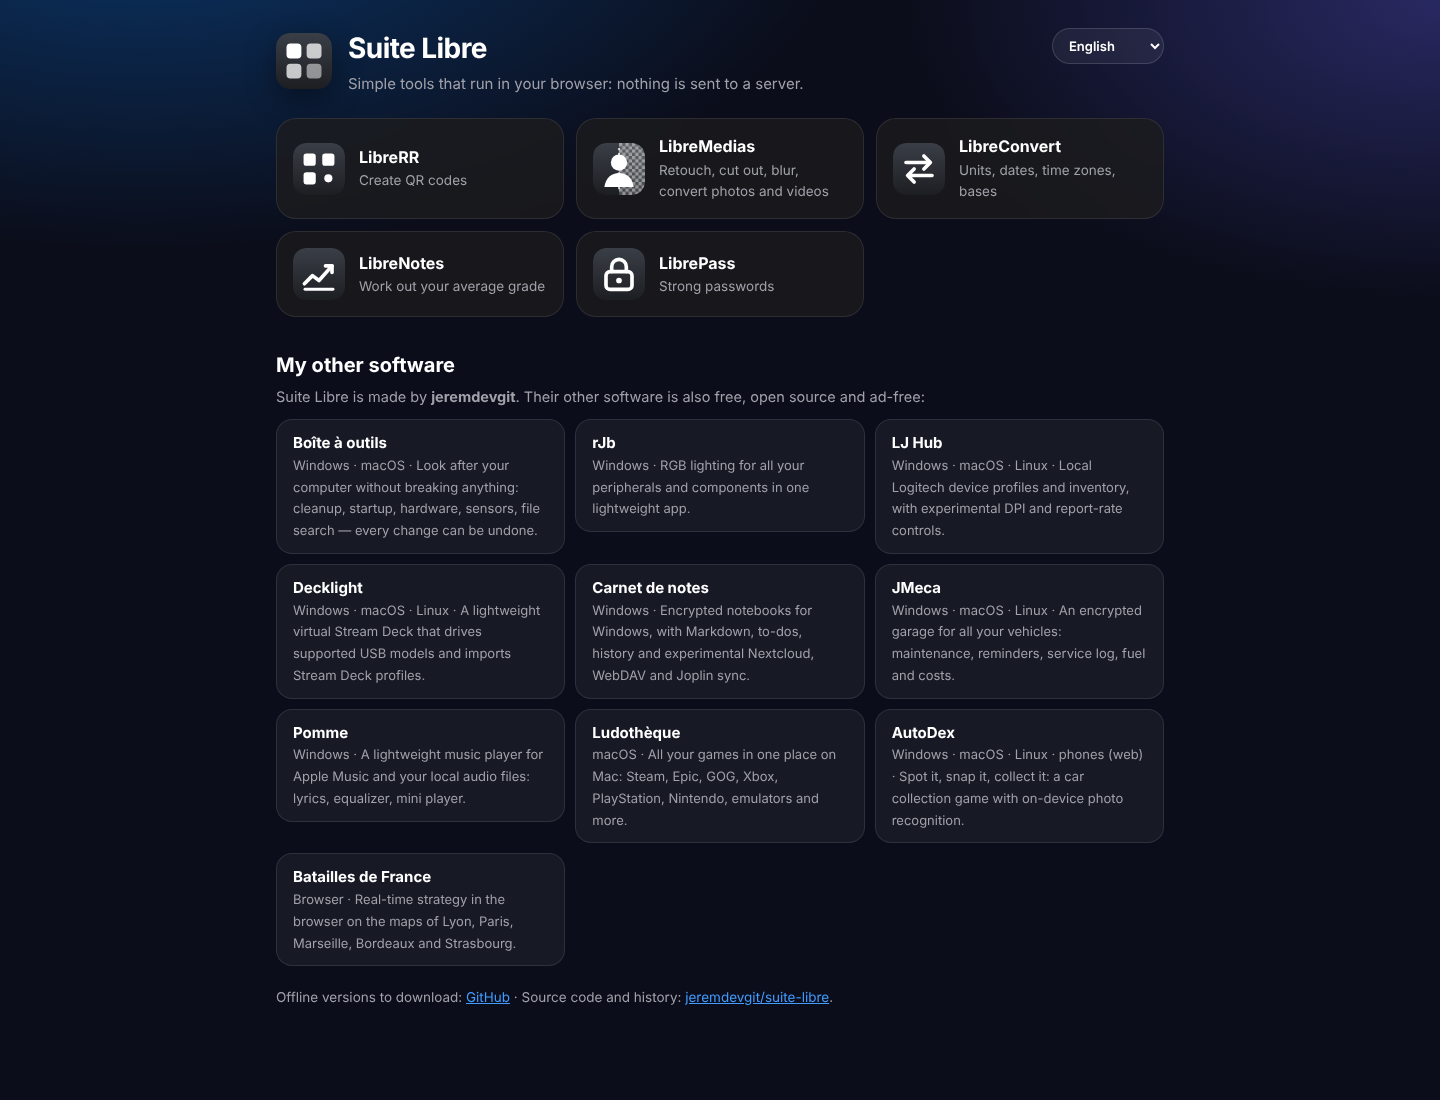 Suite Libre
English
Simple tools that run in your browser: nothing is sent to a server.
LibreRR
Create QR codes
LibreMedias
Retouch, cut out, blur,
convert photos and videos
LibreConvert
Units, dates, time zones,
bases
LibreNotes
Work out your average grade
LibrePass
Strong passwords
My other software
Suite Libre is made by jeremdevgit. Their other software is also free, open source and ad-free:
Boîte à outils
Windows · macOS · Look after your
computer without breaking anything:
cleanup, startup, hardware, sensors, file
search — every change can be undone.
rJb
Windows · RGB lighting for all your
peripherals and components in one
lightweight app.
LJ Hub
Windows · macOS · Linux · Local
Logitech device profiles and inventory,
with experimental DPI and report-rate
controls.
Decklight
Windows · macOS · Linux · A lightweight
virtual Stream Deck that drives
supported USB models and imports
Stream Deck profiles.
Carnet de notes
Windows · Encrypted notebooks for
Windows, with Markdown, to-dos,
history and experimental Nextcloud,
WebDAV and Joplin sync.
JMeca
Windows · macOS · Linux · An encrypted
garage for all your vehicles:
maintenance, reminders, service log, fuel
and costs.
Pomme
Windows · A lightweight music player for
Apple Music and your local audio files:
lyrics, equalizer, mini player.
Ludothèque
macOS · All your games in one place on
Mac: Steam, Epic, GOG, Xbox,
PlayStation, Nintendo, emulators and
more.
AutoDex
Windows · macOS · Linux · phones (web)
· Spot it, snap it, collect it: a car
collection game with on-device photo
recognition.
Batailles de France
Browser · Real-time strategy in the
browser on the maps of Lyon, Paris,
Marseille, Bordeaux and Strasbourg.
Offline versions to download: GitHub · Source code and history: jeremdevgit/suite-libre.